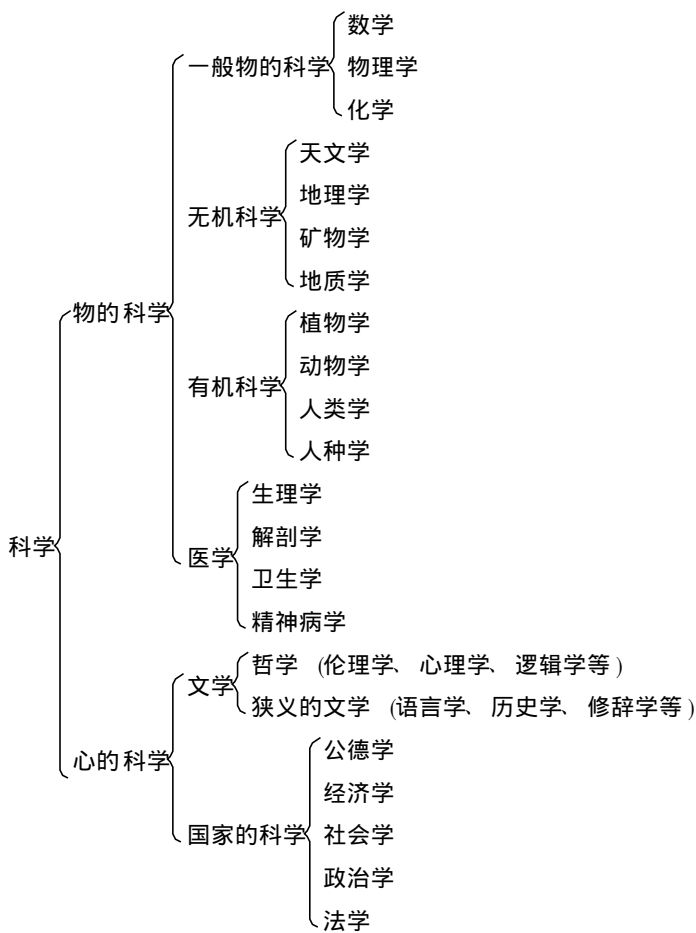 科学
物的科学
一般物的科学
数学
物理学
化学
无机科学
天文学
地理学
矿物学
地质学
有机科学
植物学
动物学
人类学
人种学
医学
生理学
解剖学
卫生学
精神病学
心的科学
文学
哲学 (伦理学、心理学、逻辑学等)
狭义的文学 (语言学、历史学、修辞学等)
国家的科学
公德学
经济学
社会学
政治学
法学